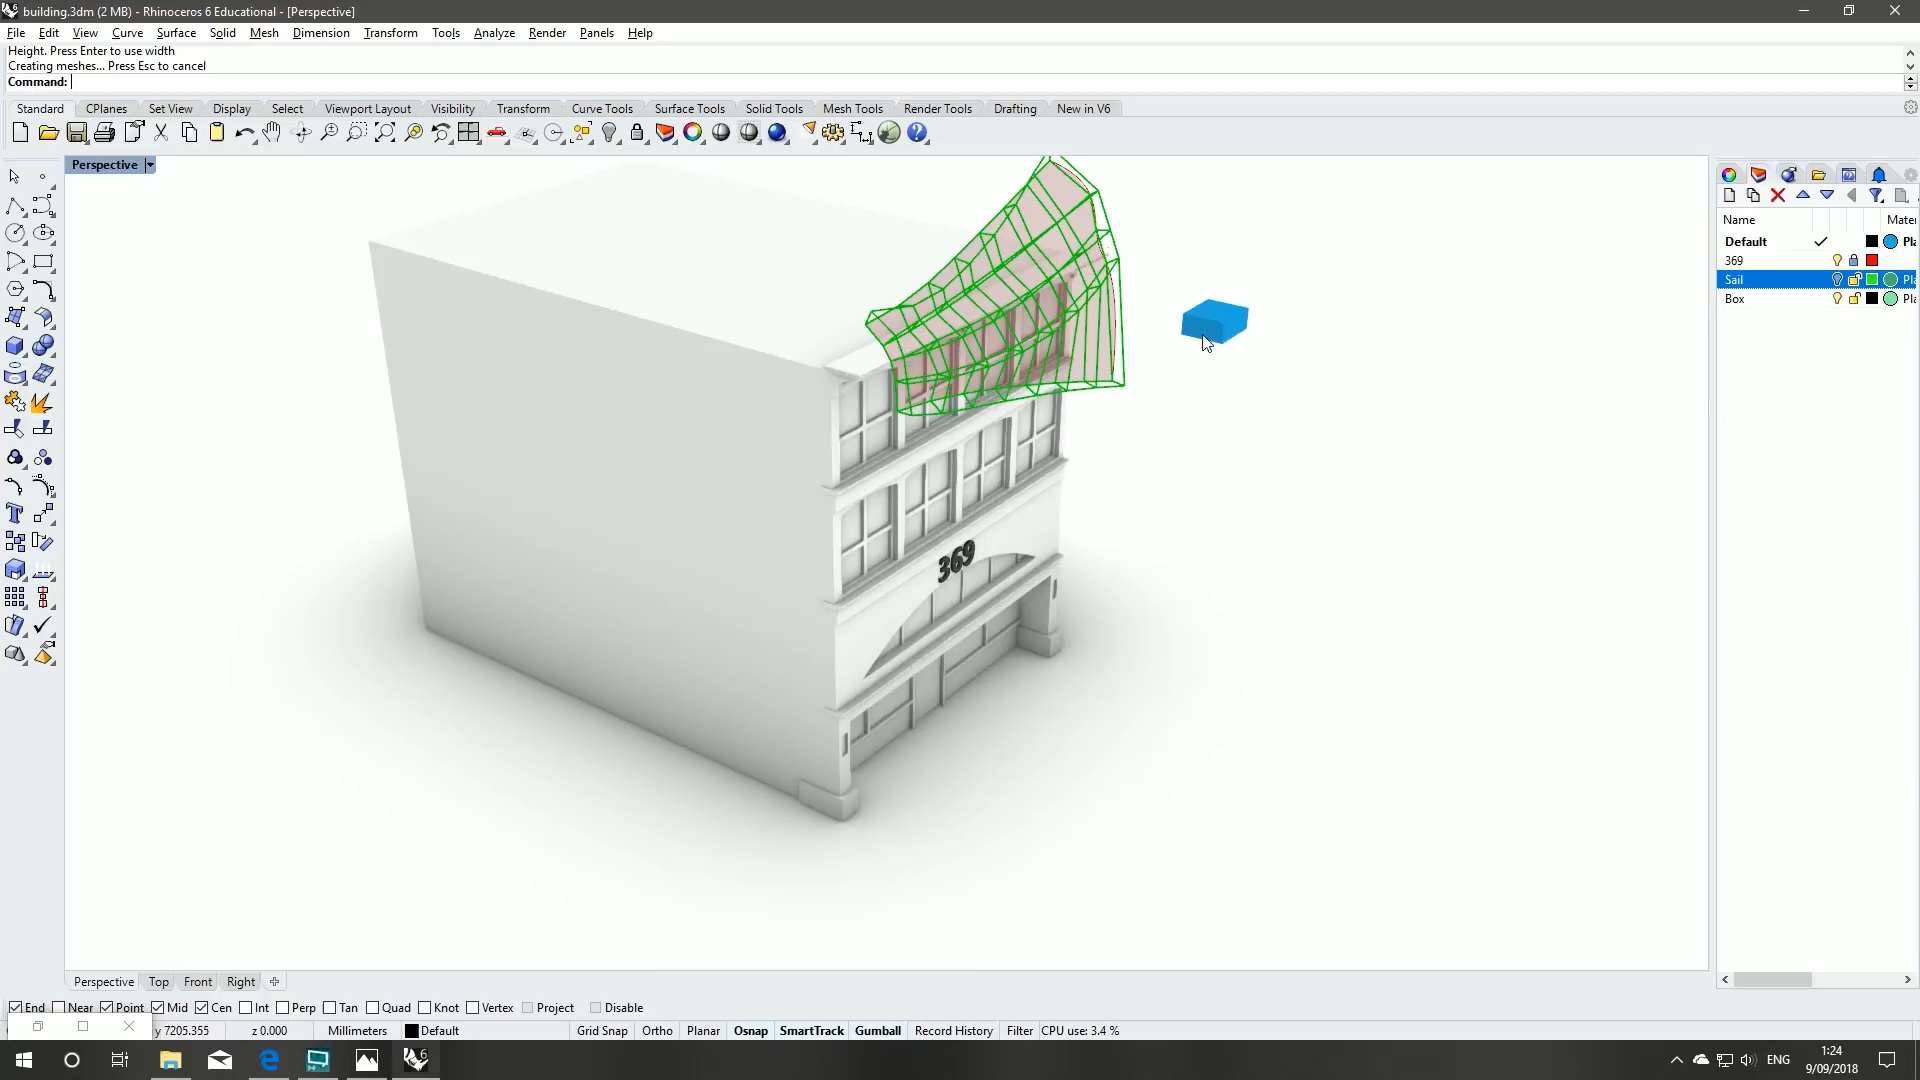 building.3dm (2 MB) - Rhinoceros 6 Educational - [Perspective]
File Edit View Curve Surface Solid Mesh Dimension Transform Tools Analyze Render Panels Help
Height. Press Enter to use width
Creating meshes... Press Esc to cancel
Command:
Standard CPlanes Set View Display Select Viewport Layout Visibility Transform Curve Tools Surface Tools Solid Tools Mesh Tools Render Tools Drafting New in V6
Perspective
Name Mater
Default Pla
369
Sail Pla
Box Pla
369
Perspective Top Front Right
End Near Point Mid Cen Int Perp Tan Quad Knot Vertex Project Disable
y 7205.355 z 0.000 Millimeters Default Grid Snap Ortho Planar Osnap SmartTrack Gumball Record History Filter CPU use: 3.4 %
ENG
1:24
9/09/2018